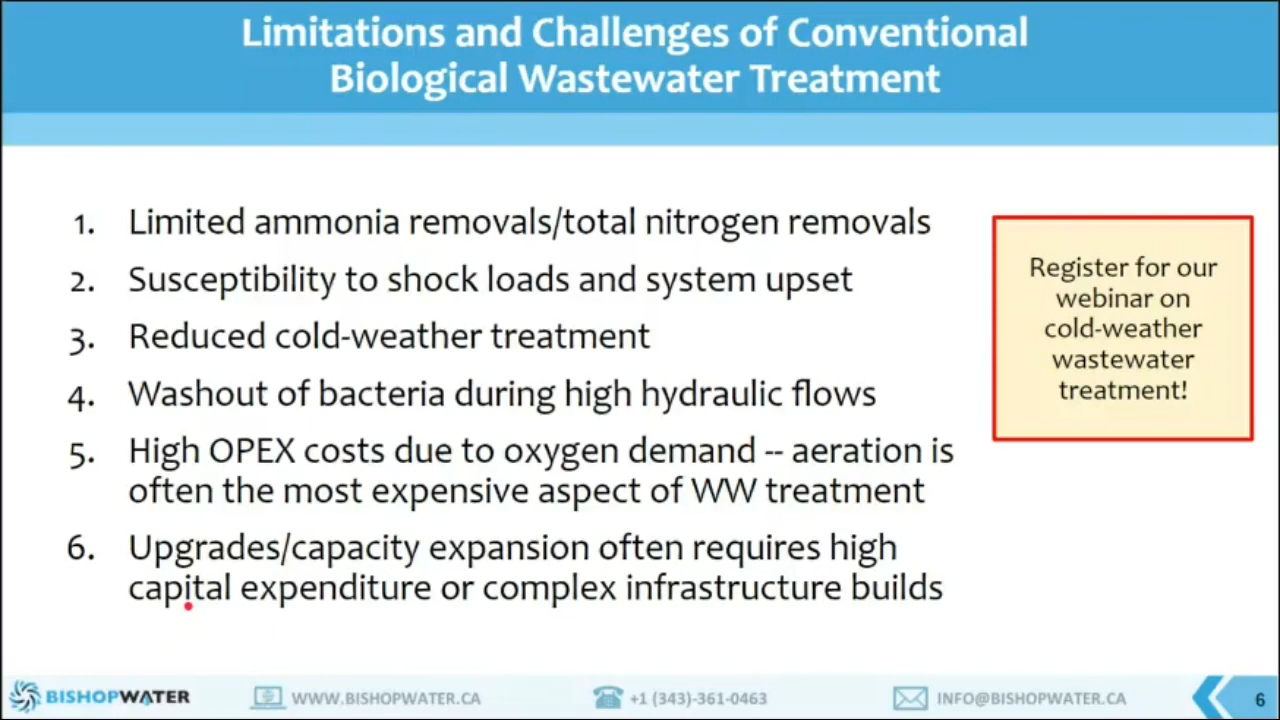 Limitations and Challenges of Conventional
Biological Wastewater Treatment
1. Limited ammonia removals/total nitrogen removals
2. Susceptibility to shock loads and system upset
3. Reduced cold-weather treatment
4. Washout of bacteria during high hydraulic flows
5. High OPEX costs due to oxygen demand -- aeration is
often the most expensive aspect of WW treatment
6. Upgrades/capacity expansion often requires high
capital expenditure or complex infrastructure builds
Register for our
webinar on
cold-weather
wastewater
treatment!
BISHOPWATER
WWW.BISHOPWATER.CA
+1 (343)-361-0463
INFO@BISHOPWATER.CA
6